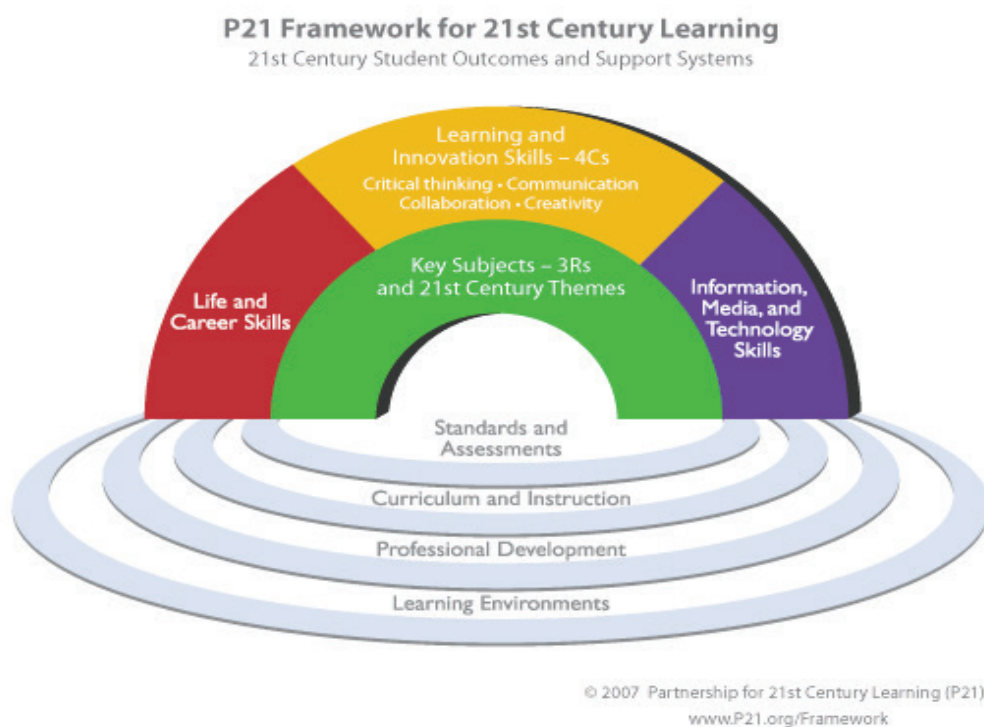 P21 Framework for 21st Century Learning
21st Century Student Outcomes and Support Systems
Learning and
Innovation Skills – 4Cs
Critical thinking • Communication
Collaboration • Creativity
Key Subjects – 3Rs
and 21st Century Themes
Life and
Career Skills
Information,
Media, and
Technology
Skills
Standards and
Assessments
Curriculum and Instruction
Professional Development
Learning Environments
© 2007 Partnership for 21st Century Learning (P21)
www.P21.org/Framework